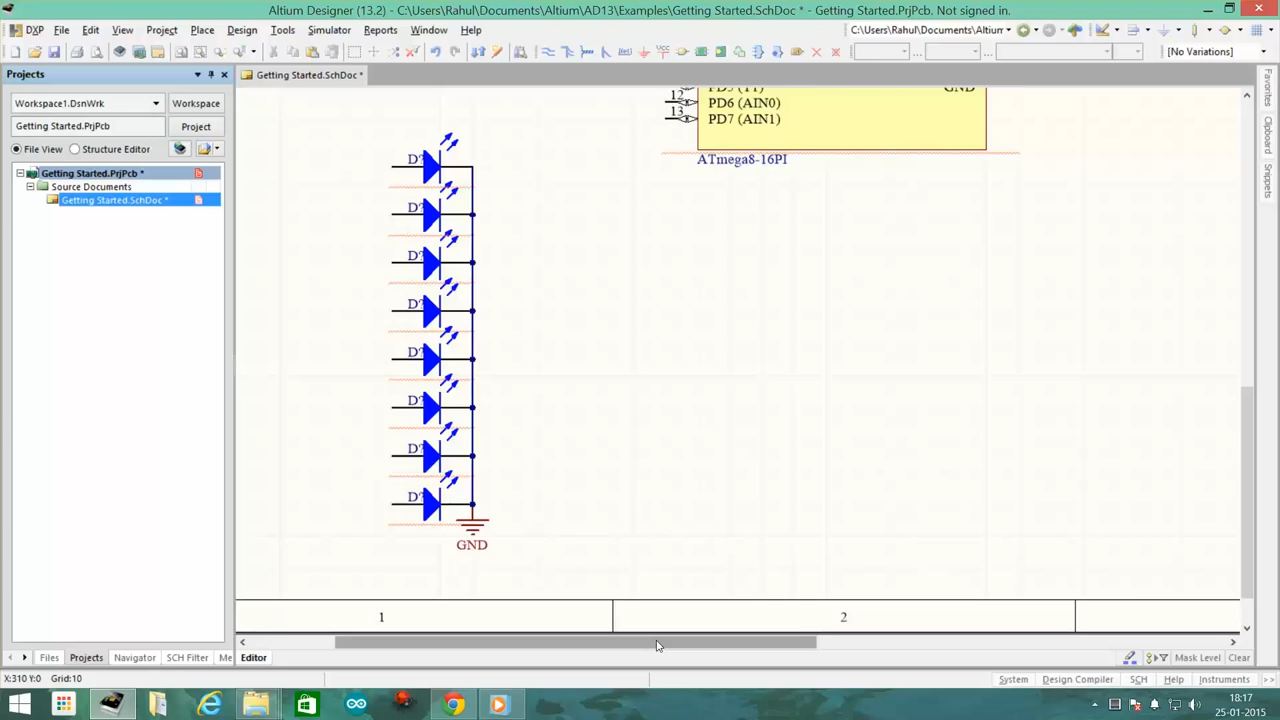 Altium Designer (13.2) - C:\Users\Rahul\Documents\Altium\AD13\Examples\Getting Started.SchDoc * - Getting Started.PrjPcb. Not signed in.
DXP File Edit View Project Place Design Tools Simulator Reports Window Help C:\Users\Rahul\Documents\Altium
[No Variations]
Projects
Getting Started.SchDoc *
Workspace1.DsnWrk Workspace
Getting Started.PrjPcb Project
File View Structure Editor
Getting Started.PrjPcb *
Source Documents
Getting Started.SchDoc *
12 PD6 (AIN0)
13 PD7 (AIN1)
ATmega8-16PI
D?
D?
D?
D?
D?
D?
D?
D?
GND
1 2
Files Projects Navigator SCH Filter Me Editor Mask Level Clear
X:310 Y:0 Grid:10 System Design Compiler SCH Help Instruments >>
18:17
25-01-2015
Favorites
Clipboard
Snippets